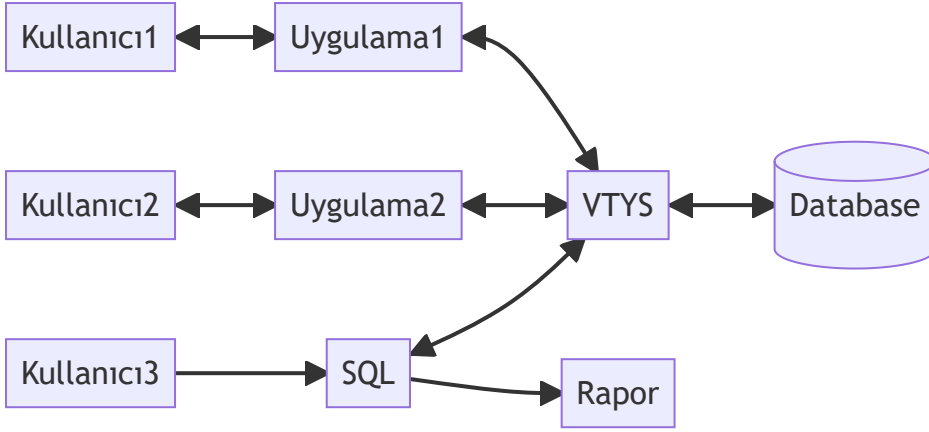 Kullanıcı1
Uygulama1
Kullanıcı2
Uygulama2
VTYS
Database
Kullanıcı3
SQL
Rapor